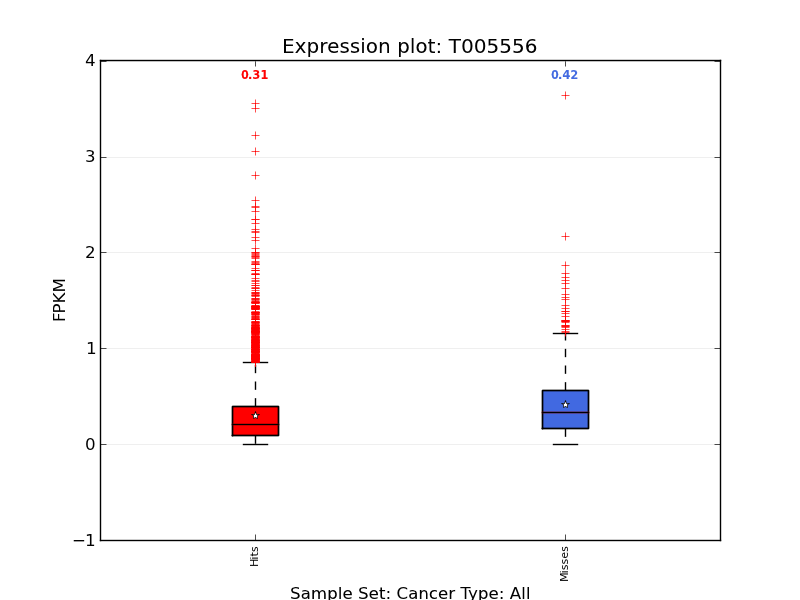 Expression plot: T005556
0.31
0.42
4
3
2
1
0
−1
FPKM
Hits
Misses
Sample Set: Cancer Type: All